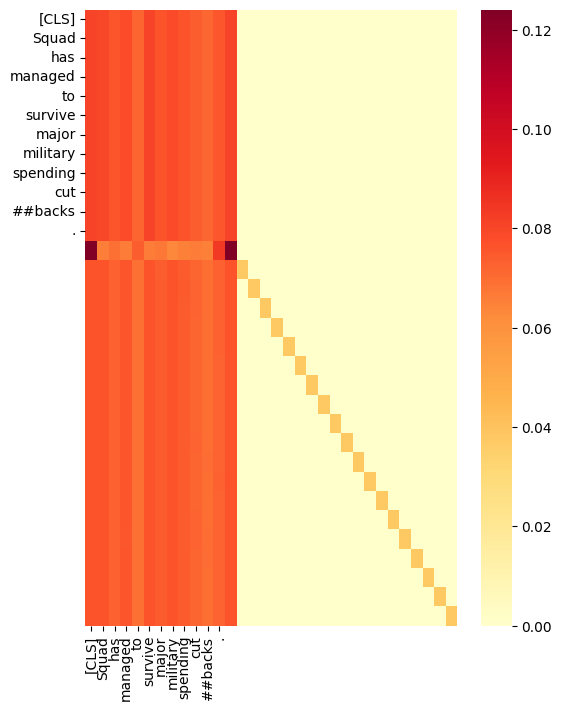 [CLS]
Squad
has
managed
to
survive
major
military
spending
cut
##backs
.
0.12
0.10
0.08
0.06
0.04
0.02
0.00
[CLS]
Squad
has
managed
to
survive
major
military
spending
cut
##backs
.